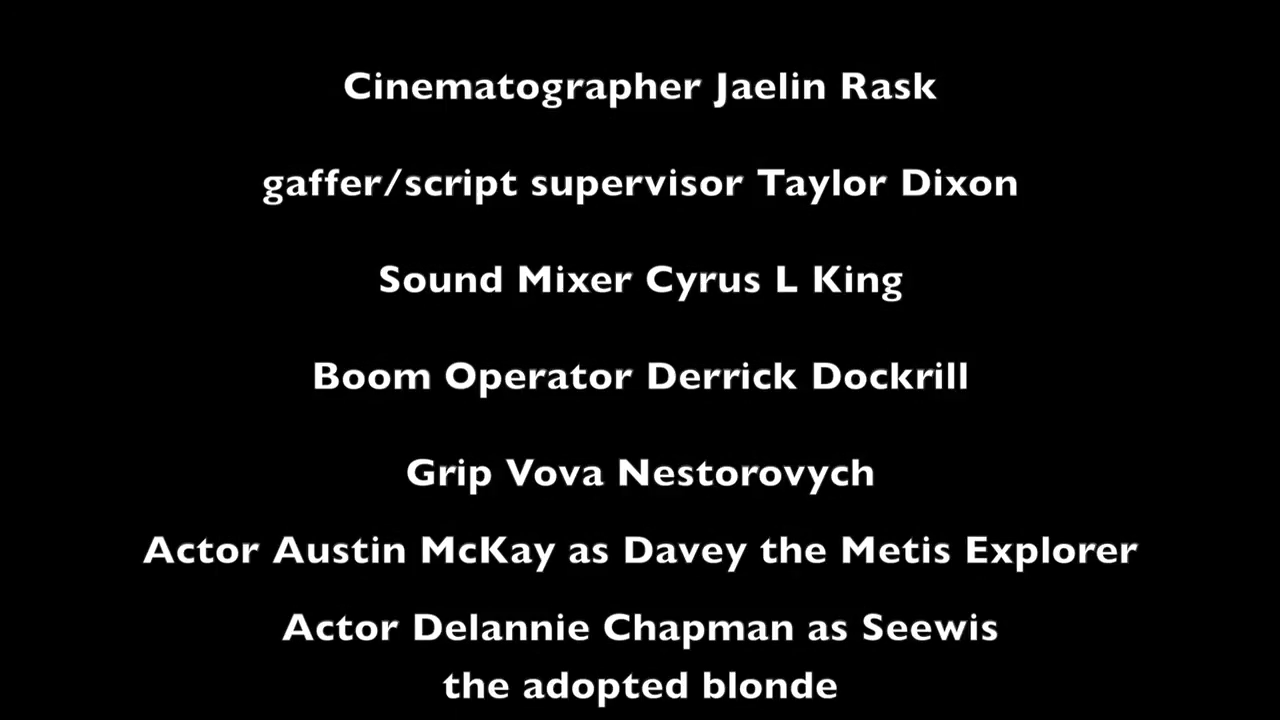 Cinematographer Jaelin Rask
gaffer/script supervisor Taylor Dixon
Sound Mixer Cyrus L King
Boom Operator Derrick Dockrill
Grip Vova Nestorovych
Actor Austin McKay as Davey the Metis Explorer
Actor Delannie Chapman as Seewis
the adopted blonde